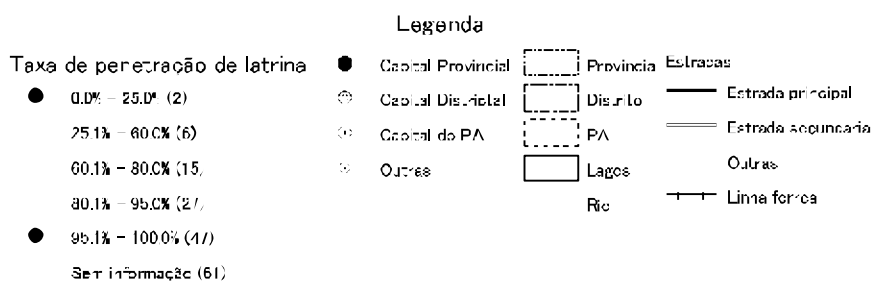 Legenda
Taxa de penetração de latrina
0.0% - 25.0% (2)
25.1% - 60.0% (6)
60.1% - 80.0% (15)
80.1% - 95.0% (27)
95.1% - 100.0% (47)
Sem informação (61)
Capital Provincial
Capital Distrital
Capital do PA
Outras
Provincia
Distrito
PA
Lagos
Rio
Estradas
Estrada principal
Estrada secundaria
Outras
Linha ferrea